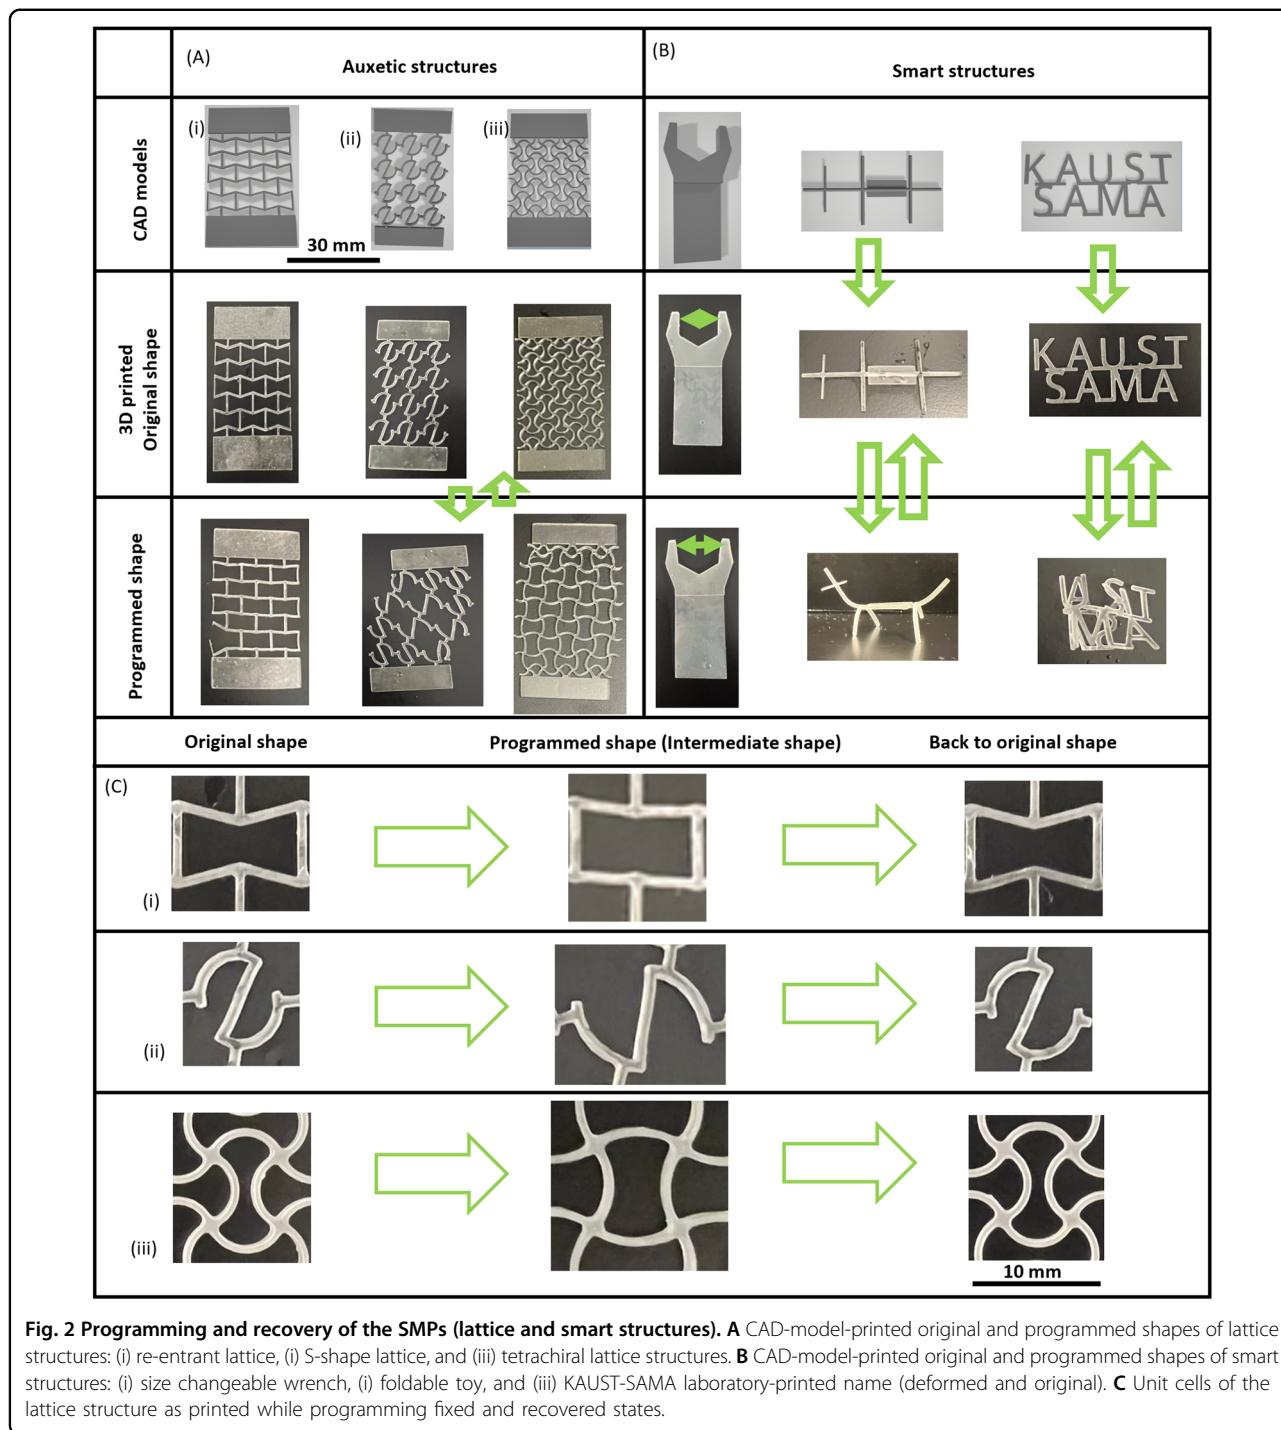 (A)
Auxetic structures
(B)
Smart structures
CAD models
(i)
(ii)
(iii)
30 mm
KAUST
SAMA
3D printed
Original shape
KAUST
SAMA
Programmed shape
Original shape
Programmed shape (Intermediate shape)
Back to original shape
(C)
(i)
(ii)
(iii)
10 mm
Fig. 2 Programming and recovery of the SMPs (lattice and smart structures). A CAD-model-printed original and programmed shapes of lattice
structures: (i) re-entrant lattice, (i) S-shape lattice, and (iii) tetrachiral lattice structures. B CAD-model-printed original and programmed shapes of smart
structures: (i) size changeable wrench, (i) foldable toy, and (iii) KAUST-SAMA laboratory-printed name (deformed and original). C Unit cells of the
lattice structure as printed while programming fixed and recovered states.